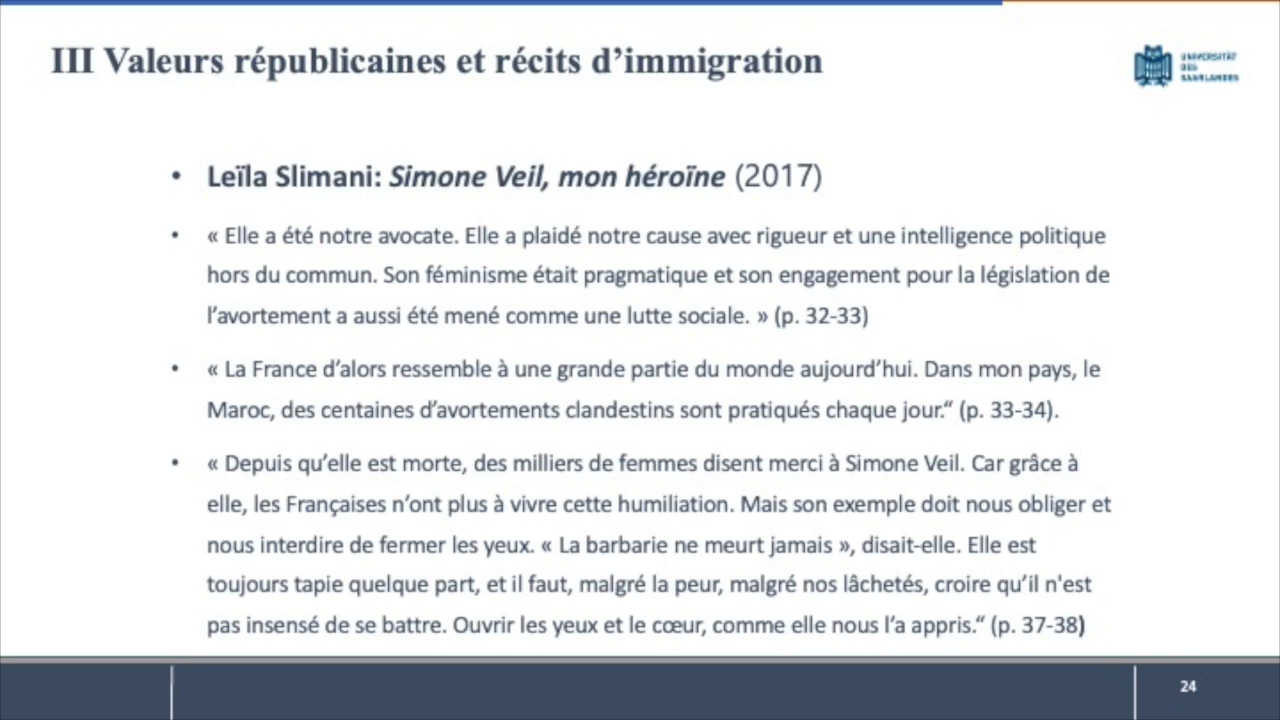 III Valeurs républicaines et récits d’immigration
UNIVERSITÄT
DES
SAARLANDES
• Leïla Slimani: Simone Veil, mon héroïne (2017)
• « Elle a été notre avocate. Elle a plaidé notre cause avec rigueur et une intelligence politique
hors du commun. Son féminisme était pragmatique et son engagement pour la législation de
l’avortement a aussi été mené comme une lutte sociale. » (p. 32-33)
• « La France d’alors ressemble à une grande partie du monde aujourd’hui. Dans mon pays, le
Maroc, des centaines d’avortements clandestins sont pratiqués chaque jour.“ (p. 33-34).
• « Depuis qu’elle est morte, des milliers de femmes disent merci à Simone Veil. Car grâce à
elle, les Françaises n’ont plus à vivre cette humiliation. Mais son exemple doit nous obliger et
nous interdire de fermer les yeux. « La barbarie ne meurt jamais », disait-elle. Elle est
toujours tapie quelque part, et il faut, malgré la peur, malgré nos lâchetés, croire qu’il n'est
pas insensé de se battre. Ouvrir les yeux et le cœur, comme elle nous l’a appris.“ (p. 37-38)
24